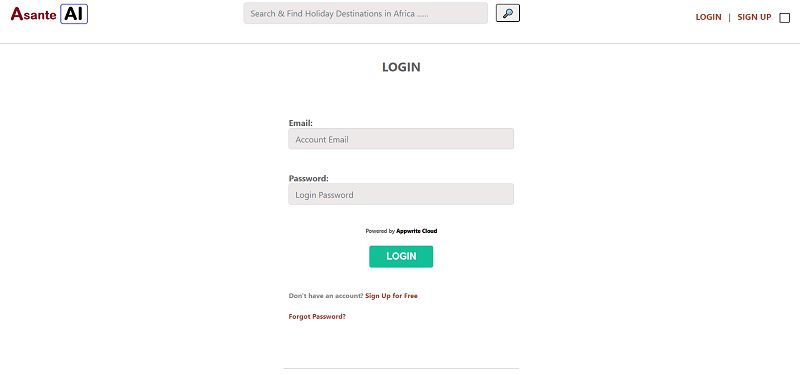 Asante AI
Search & Find Holiday Destinations in Africa ......
LOGIN | SIGN UP
LOGIN
Email:
Account Email
Password:
Login Password
Powered by Appwrite Cloud
LOGIN
Don't have an account? Sign Up for Free
Forgot Password?